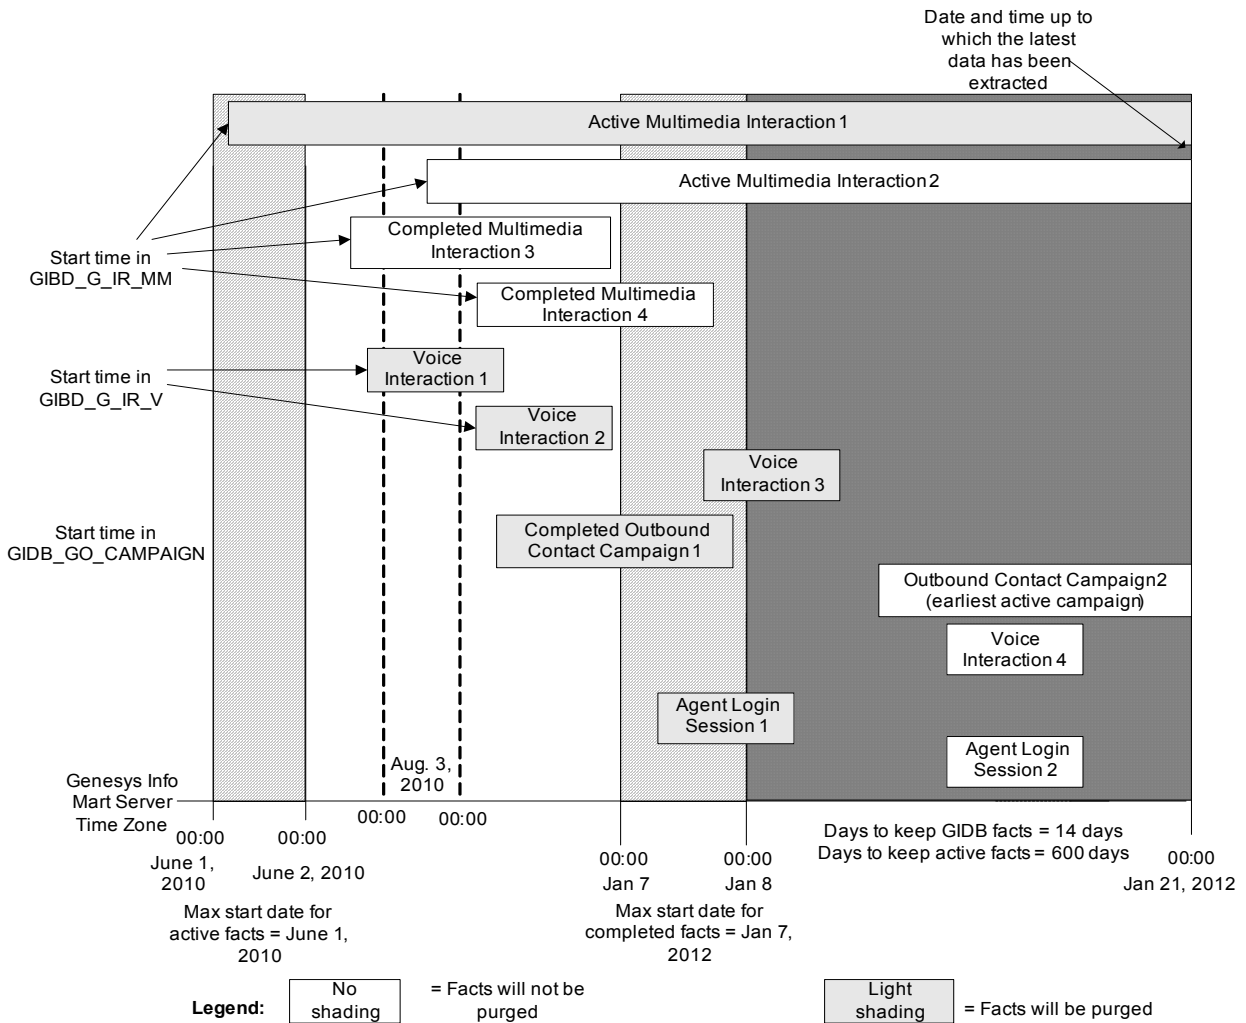 Date and time up to
which the latest
data has been
extracted
Active Multimedia Interaction 1
Active Multimedia Interaction 2
Completed Multimedia
Interaction 3
Start time in
GIBD_G_IR_MM
Completed Multimedia
Interaction 4
Voice
Interaction 1
Start time in
GIBD_G_IR_V
Voice
Interaction 2
Voice
Interaction 3
Start time in
GIDB_GO_CAMPAIGN
Completed Outbound
Contact Campaign 1
Outbound Contact Campaign2
(earliest active campaign)
Voice
Interaction 4
Agent Login
Session 1
Agent Login
Session 2
Aug. 3,
2010
Genesys Info
Mart Server
Time Zone
00:00
June 1,
2010
00:00
June 2, 2010
00:00
00:00
00:00
Jan 7
00:00
Jan 8
Days to keep GIDB facts = 14 days
Days to keep active facts = 600 days
00:00
Jan 21, 2012
Max start date for
active facts = June 1,
2010
Max start date for
completed facts = Jan 7,
2012
Legend:
No
shading
= Facts will not be
purged
Light
shading
= Facts will be purged